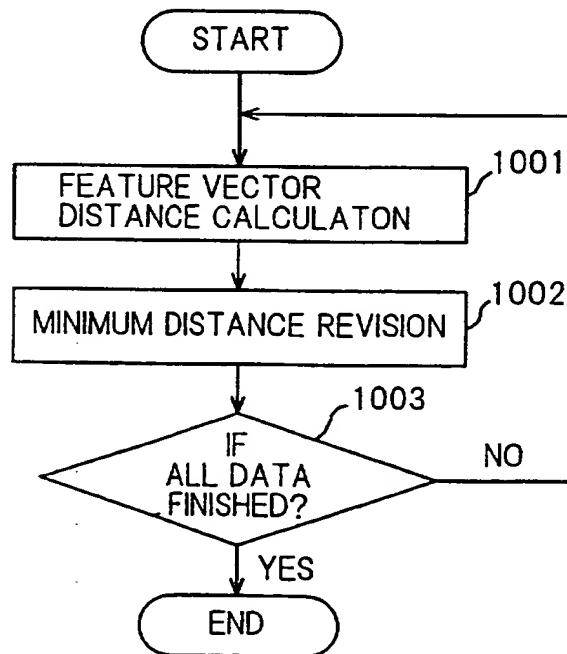 START
1001
FEATURE VECTOR
DISTANCE CALCULATON
1002
MINIMUM DISTANCE REVISION
1003
IF
ALL DATA
FINISHED?
NO
YES
END